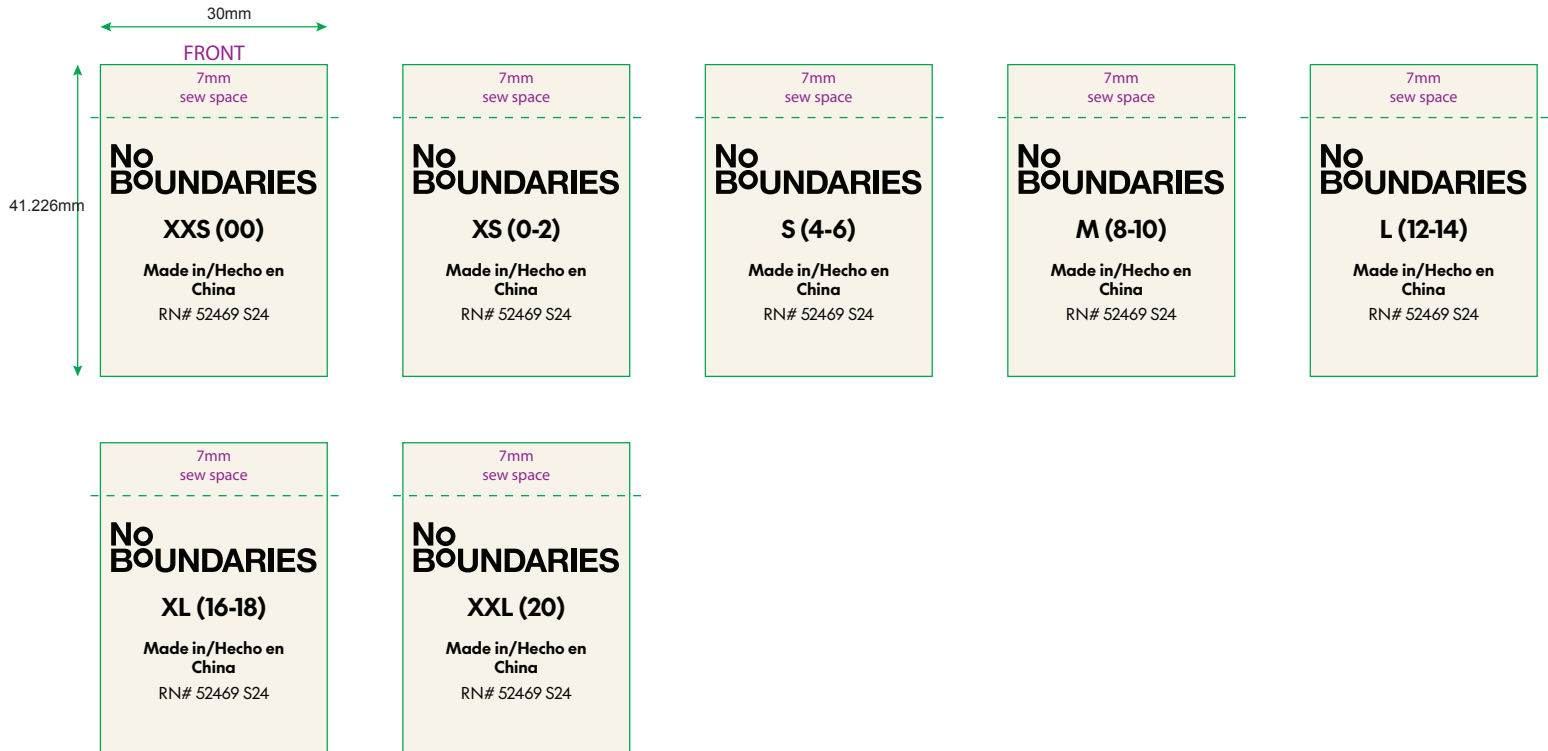 30mm
FRONT
41.226mm
7mm
sew space
No
BoUNDARIES
XXS (00)
Made in/Hecho en
China
RN# 52469 S24
7mm
sew space
No
BoUNDARIES
XS (0-2)
Made in/Hecho en
China
RN# 52469 S24
7mm
sew space
No
BoUNDARIES
S (4-6)
Made in/Hecho en
China
RN# 52469 S24
7mm
sew space
No
BoUNDARIES
M (8-10)
Made in/Hecho en
China
RN# 52469 S24
7mm
sew space
No
BoUNDARIES
L (12-14)
Made in/Hecho en
China
RN# 52469 S24
7mm
sew space
No
BoUNDARIES
XL (16-18)
Made in/Hecho en
China
RN# 52469 S24
7mm
sew space
No
BoUNDARIES
XXL (20)
Made in/Hecho en
China
RN# 52469 S24